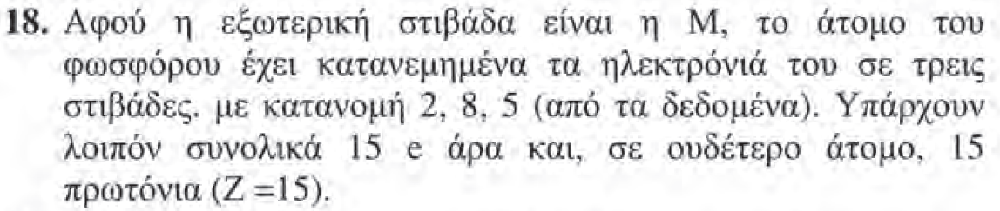 18. Αφού η εξωτερική στιβάδα είναι η Μ, το άτομο του
φωσφόρου έχει κατανεμημένα τα ηλεκτρόνιά του σε τρεις
στιβάδες. με κατανομή 2, 8, 5 (από τα δεδομένα). Υπάρχουν
λοιπόν συνολικά 15 e άρα και, σε ουδέτερο άτομο, 15
πρωτόνια (Z =15).